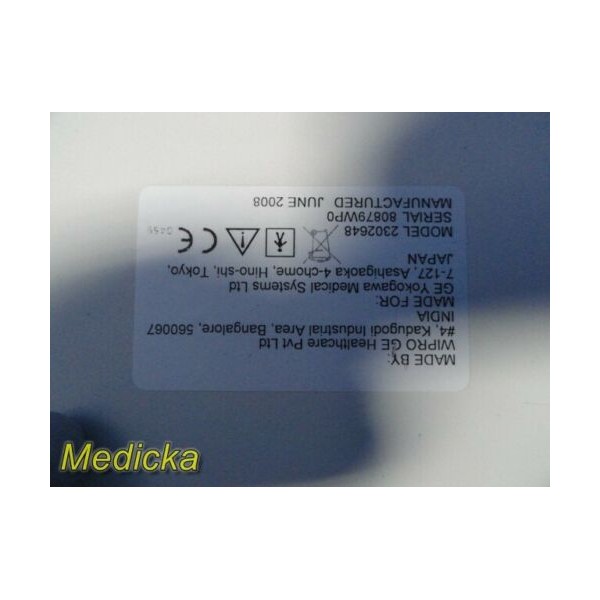 MADE BY:
WIPRO GE Healthcare Pvt Ltd
#4, Kadugodi Industrial Area, Bangalore, 560067
INDIA
MADE FOR:
GE Yokogawa Medical Systems Ltd
7-127, Asahigaoka 4-chome, Hino-shi, Tokyo,
JAPAN
MODEL 2302648
SERIAL 80879WP0
MANUFACTURED JUNE 2008
CE
Medicka